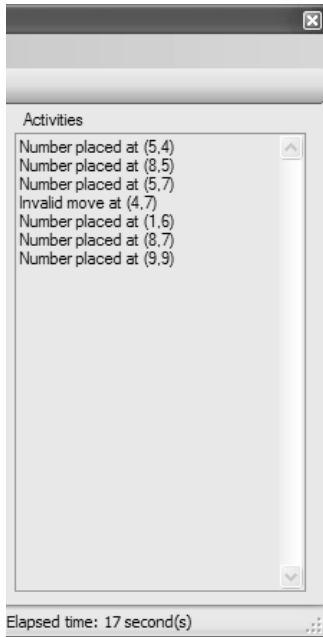 Activities
Number placed at (5,4)
Number placed at (8,5)
Number placed at (5,7)
Invalid move at (4,7)
Number placed at (1,6)
Number placed at (8,7)
Number placed at (9,9)
Elapsed time: 17 second(s)